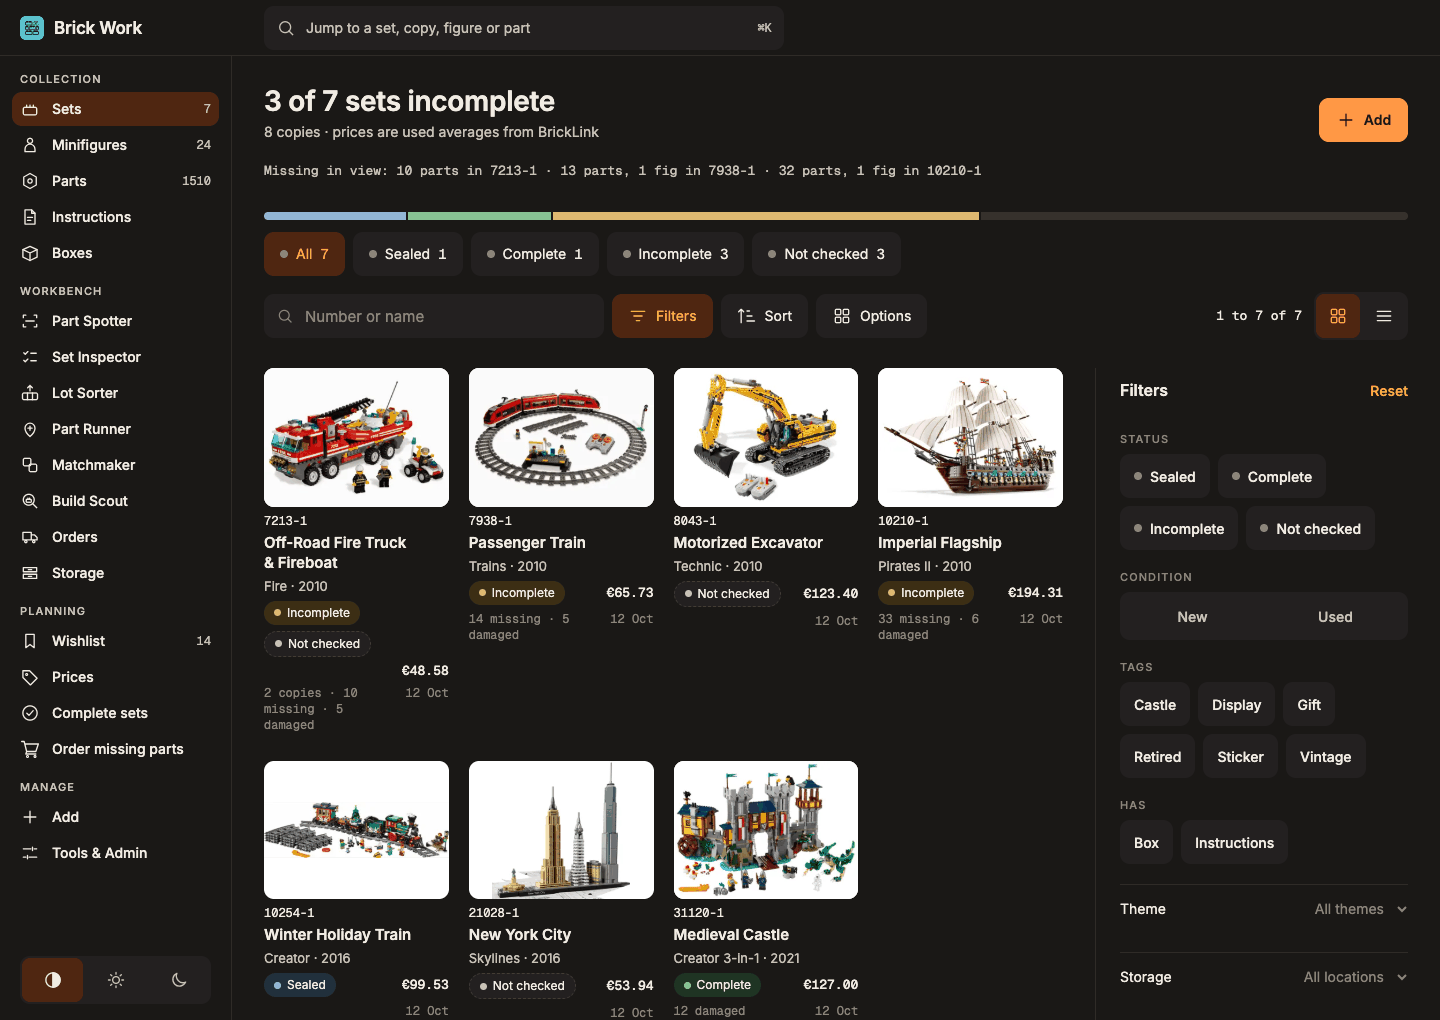 Brick Work
Jump to a set, copy, figure or part
⌘K
COLLECTION
Sets 7
Minifigures 24
Parts 1510
Instructions
Boxes
WORKBENCH
Part Spotter
Set Inspector
Lot Sorter
Part Runner
Matchmaker
Build Scout
Orders
Storage
PLANNING
Wishlist 14
Prices
Complete sets
Order missing parts
MANAGE
Add
Tools & Admin
3 of 7 sets incomplete
8 copies · prices are used averages from BrickLink
Add
Missing in view: 10 parts in 7213-1 · 13 parts, 1 fig in 7938-1 · 32 parts, 1 fig in 10210-1
All 7
Sealed 1
Complete 1
Incomplete 3
Not checked 3
Number or name
Filters
Sort
Options
1 to 7 of 7
7213-1
Off-Road Fire Truck
& Fireboat
Fire · 2010
Incomplete
Not checked
€48.58
2 copies · 10
missing · 5
damaged
12 Oct
7938-1
Passenger Train
Trains · 2010
Incomplete
€65.73
14 missing · 5
damaged
12 Oct
8043-1
Motorized Excavator
Technic · 2010
Not checked
€123.40
12 Oct
10210-1
Imperial Flagship
Pirates II · 2010
Incomplete
€194.31
33 missing · 6
damaged
12 Oct
10254-1
Winter Holiday Train
Creator · 2016
Sealed
€99.53
12 Oct
21028-1
New York City
Skylines · 2016
Not checked
€53.94
12 Oct
31120-1
Medieval Castle
Creator 3-in-1 · 2021
Complete
€127.00
12 damaged
12 Oct
Filters
Reset
STATUS
Sealed
Complete
Incomplete
Not checked
CONDITION
New
Used
TAGS
Castle
Display
Gift
Retired
Sticker
Vintage
HAS
Box
Instructions
Theme
All themes
Storage
All locations